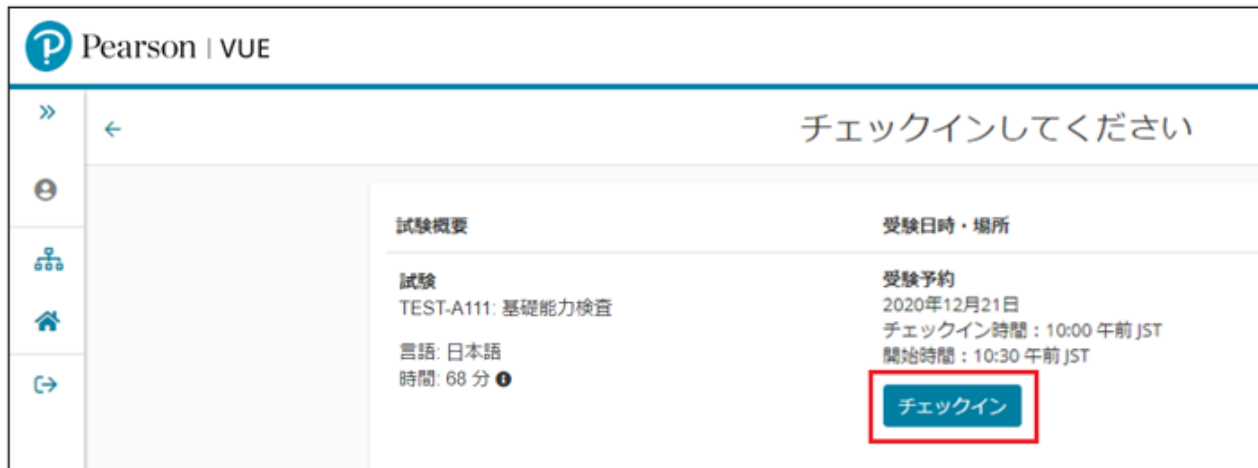 Pearson | VUE
チェックインしてください
試験概要
受験日時・場所
試験
TEST-A111: 基礎能力検査
言語: 日本語
時間: 68 分
受験予約
2020年12月21日
チェックイン時間：10:00 午前 JST
開始時間：10:30 午前 JST
チェックイン